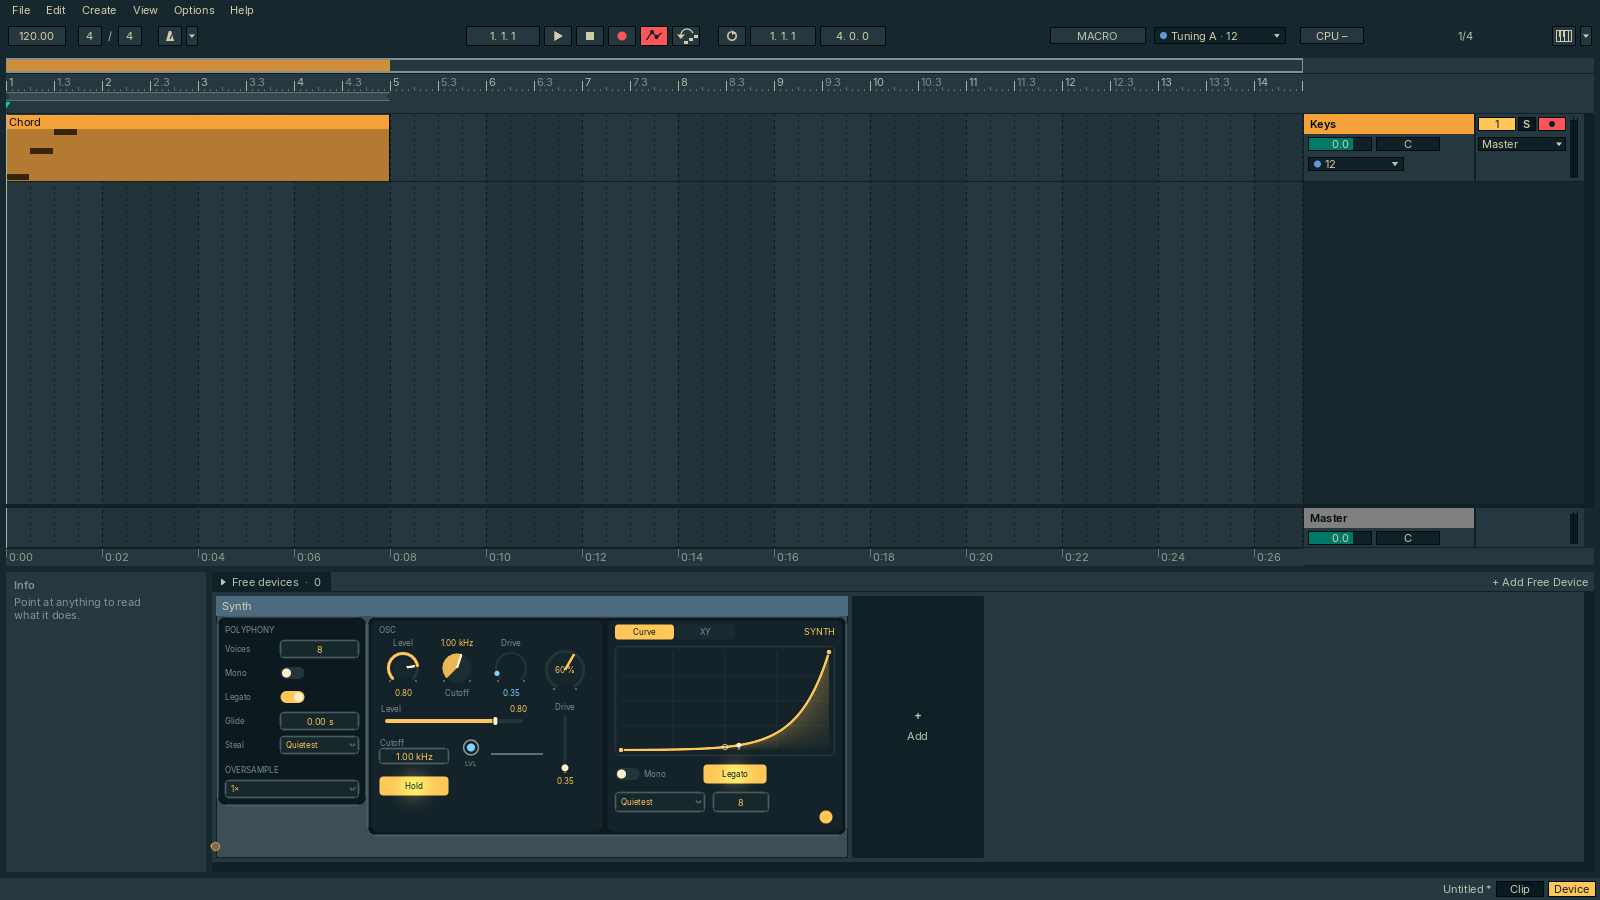 File Edit Create View Options Help
120.00 4 / 4 1. 1. 1 1. 1. 1 4. 0. 0 MACRO Tuning A · 12 CPU – 1/4
1 1.3 2 2.3 3 3.3 4 4.3 5 5.3 6 6.3 7 7.3 8 8.3 9 9.3 10 10.3 11 11.3 12 12.3 13 13.3 14
Chord
Keys 1 S
0.0 C Master
12
Master
0.0 C
0:00 0:02 0:04 0:06 0:08 0:10 0:12 0:14 0:16 0:18 0:20 0:22 0:24 0:26
Info
Point at anything to read
what it does.
Free devices · 0
+ Add Free Device
Synth
POLYPHONY
Voices 8
Mono
Legato
Glide 0.00 s
Steal Quietest
OVERSAMPLE
1×
OSC
Level 1.00 kHz Drive
60 %
0.80 Cutoff 0.35
Level 0.80 Drive
Cutoff
1.00 kHz
LVL
0.35
Hold
Curve XY SYNTH
Mono Legato
Quietest 8
+
Add
Untitled * Clip Device